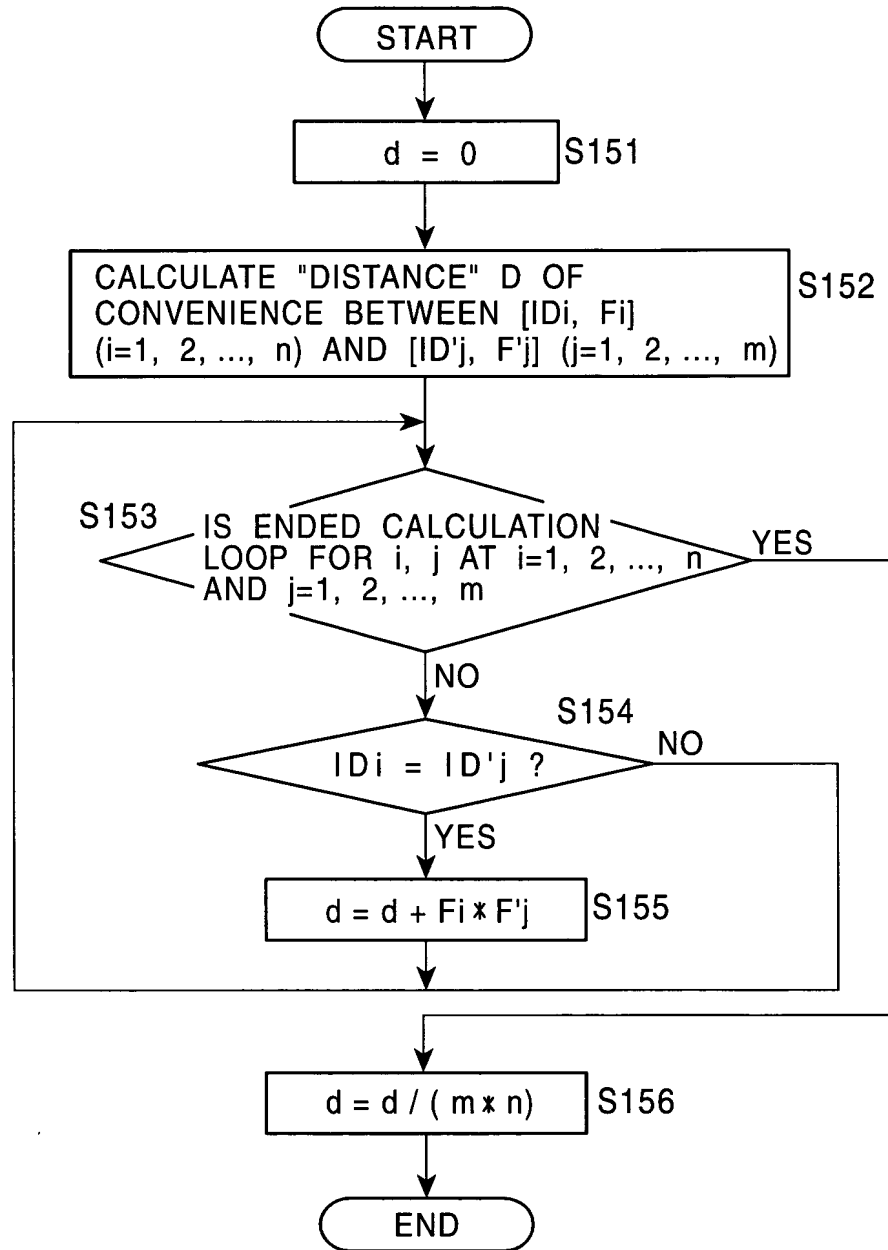 START
d = 0
S151
CALCULATE "DISTANCE" D OF
CONVENIENCE BETWEEN [IDi, Fi]
(i=1, 2, ..., n) AND [ID'j, F'j] (j=1, 2, ..., m)
S152
S153
IS ENDED CALCULATION
LOOP FOR i, j AT i=1, 2, ..., n
AND j=1, 2, ..., m
YES
NO
S154
IDi = ID'j ?
NO
YES
d = d + Fi * F'j
S155
d = d / ( m * n)
S156
END